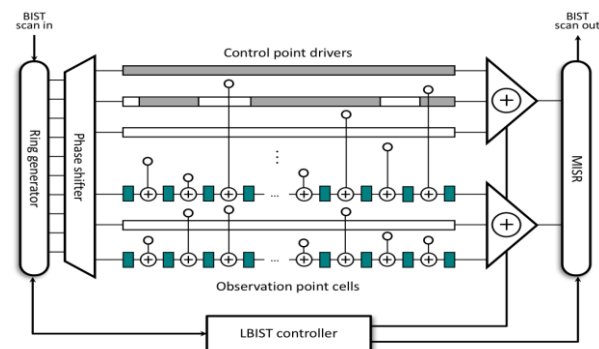 BIST
scan in
BIST
scan out
Control point drivers
Ring generator
Phase shifter
MISR
...
...
Observation point cells
LBIST controller